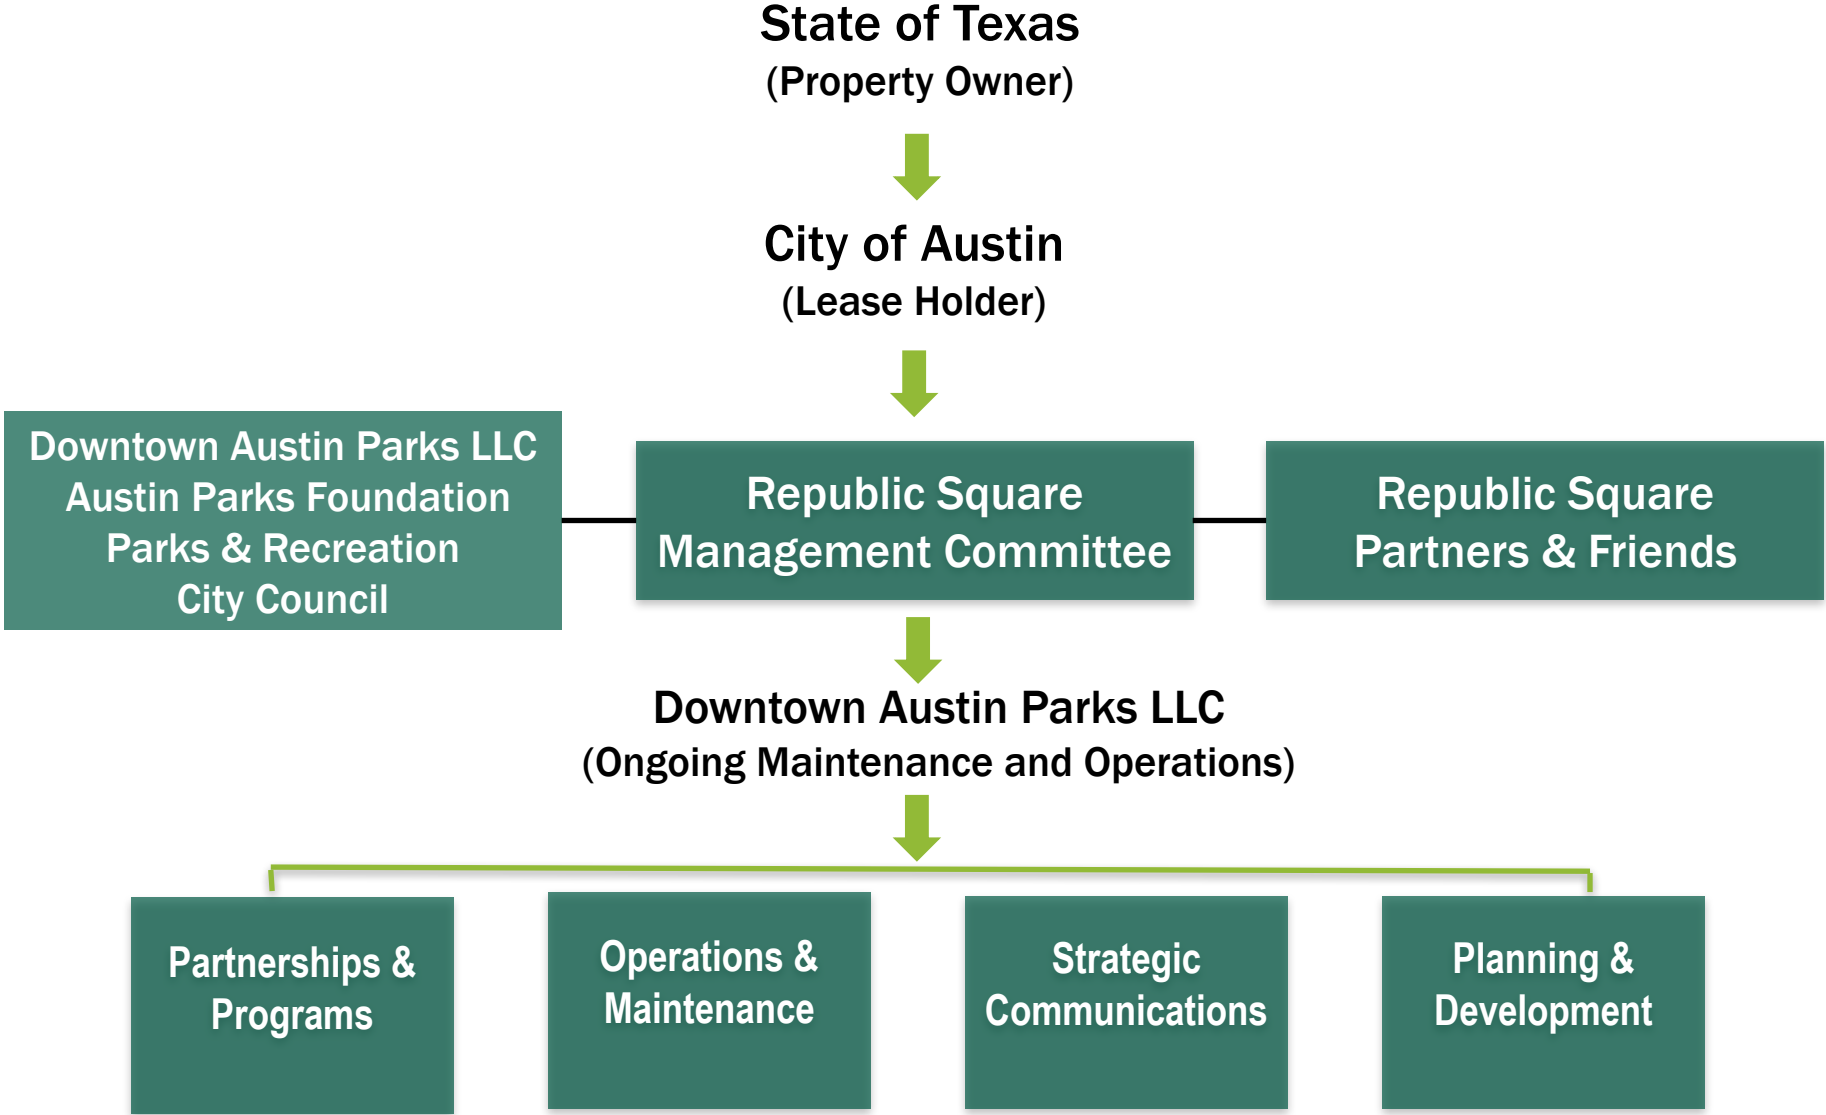 State of Texas
(Property Owner)
City of Austin
(Lease Holder)
Downtown Austin Parks LLC
Austin Parks Foundation
Parks & Recreation
City Council
Republic Square
Management Committee
Republic Square
Partners & Friends
Downtown Austin Parks LLC
(Ongoing Maintenance and Operations)
Partnerships &
Programs
Operations &
Maintenance
Strategic
Communications
Planning &
Development